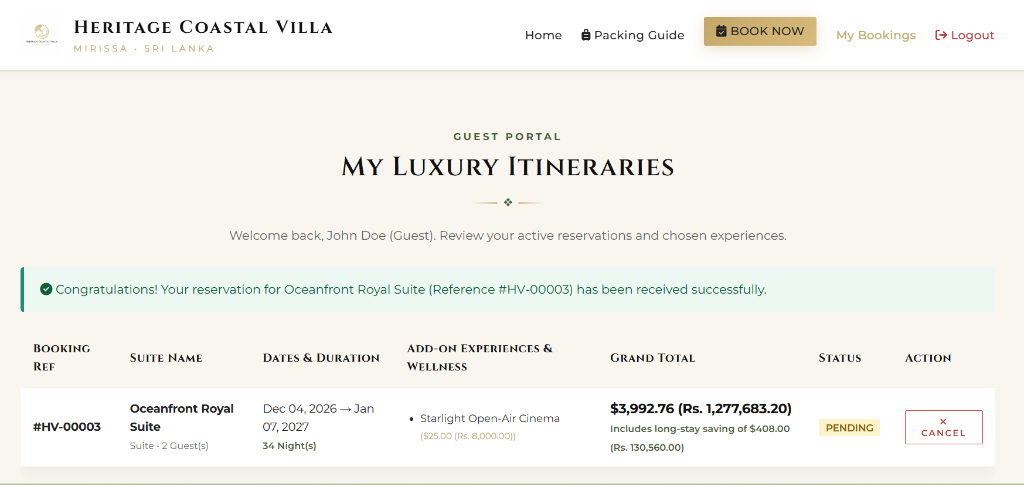 HERITAGE COASTAL VILLA
MIRISSA · SRI LANKA
Home
Packing Guide
BOOK NOW
My Bookings
Logout
GUEST PORTAL
MY LUXURY ITINERARIES
Welcome back, John Doe (Guest). Review your active reservations and chosen experiences.
Congratulations! Your reservation for Oceanfront Royal Suite (Reference #HV-00003) has been received successfully.
BOOKING
REF
SUITE NAME
DATES & DURATION
ADD-ON EXPERIENCES &
WELLNESS
GRAND TOTAL
STATUS
ACTION
#HV-00003
Oceanfront Royal
Suite
Suite · 2 Guest(s)
Dec 04, 2026 → Jan
07, 2027
34 Night(s)
• Starlight Open-Air Cinema
($25.00 (Rs. 8,000.00))
$3,992.76 (Rs. 1,277,683.20)
Includes long-stay saving of $408.00
(Rs. 130,560.00)
PENDING
×
CANCEL